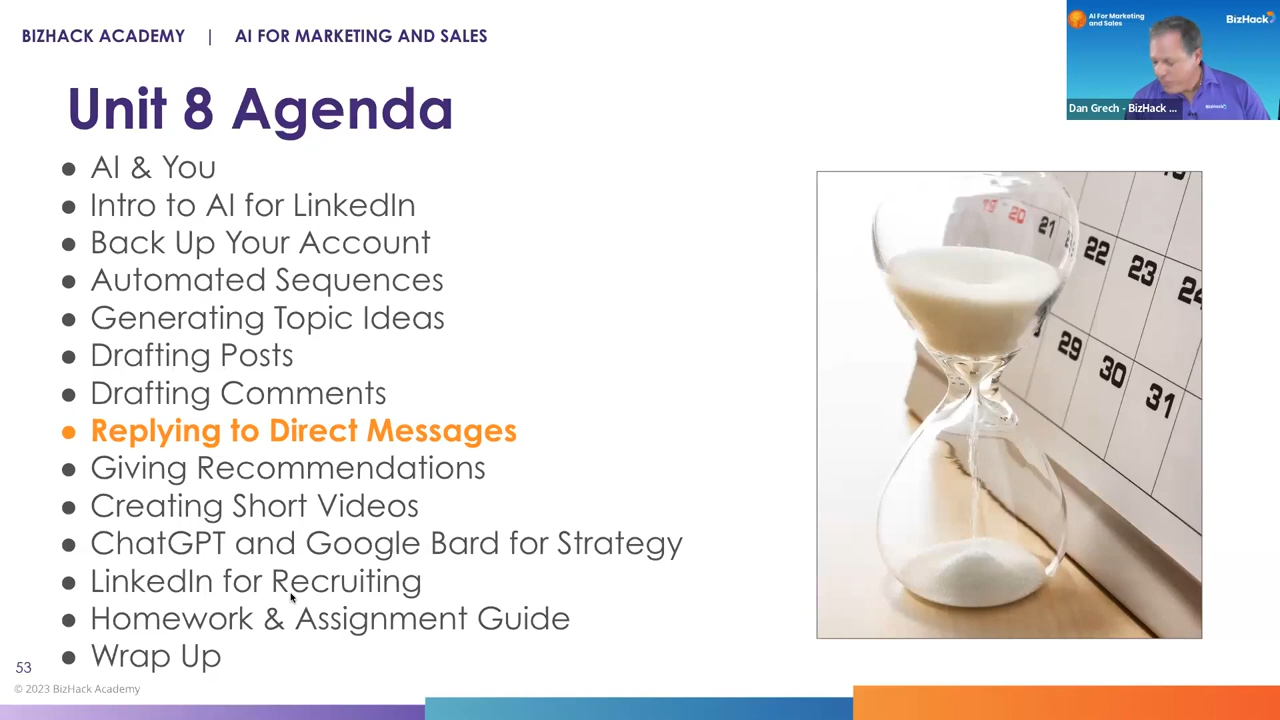 BIZHACK ACADEMY | AI FOR MARKETING AND SALES
AI For Marketing
and Sales
BizHack
BizHack
Dan Grech - BizHack ...
Unit 8 Agenda
● AI & You
● Intro to AI for LinkedIn
● Back Up Your Account
● Automated Sequences
● Generating Topic Ideas
● Drafting Posts
● Drafting Comments
● Replying to Direct Messages
● Giving Recommendations
● Creating Short Videos
● ChatGPT and Google Bard for Strategy
● LinkedIn for Recruiting
● Homework & Assignment Guide
● Wrap Up
19 20 21
22 23 24
29 30 31
53
© 2023 BizHack Academy